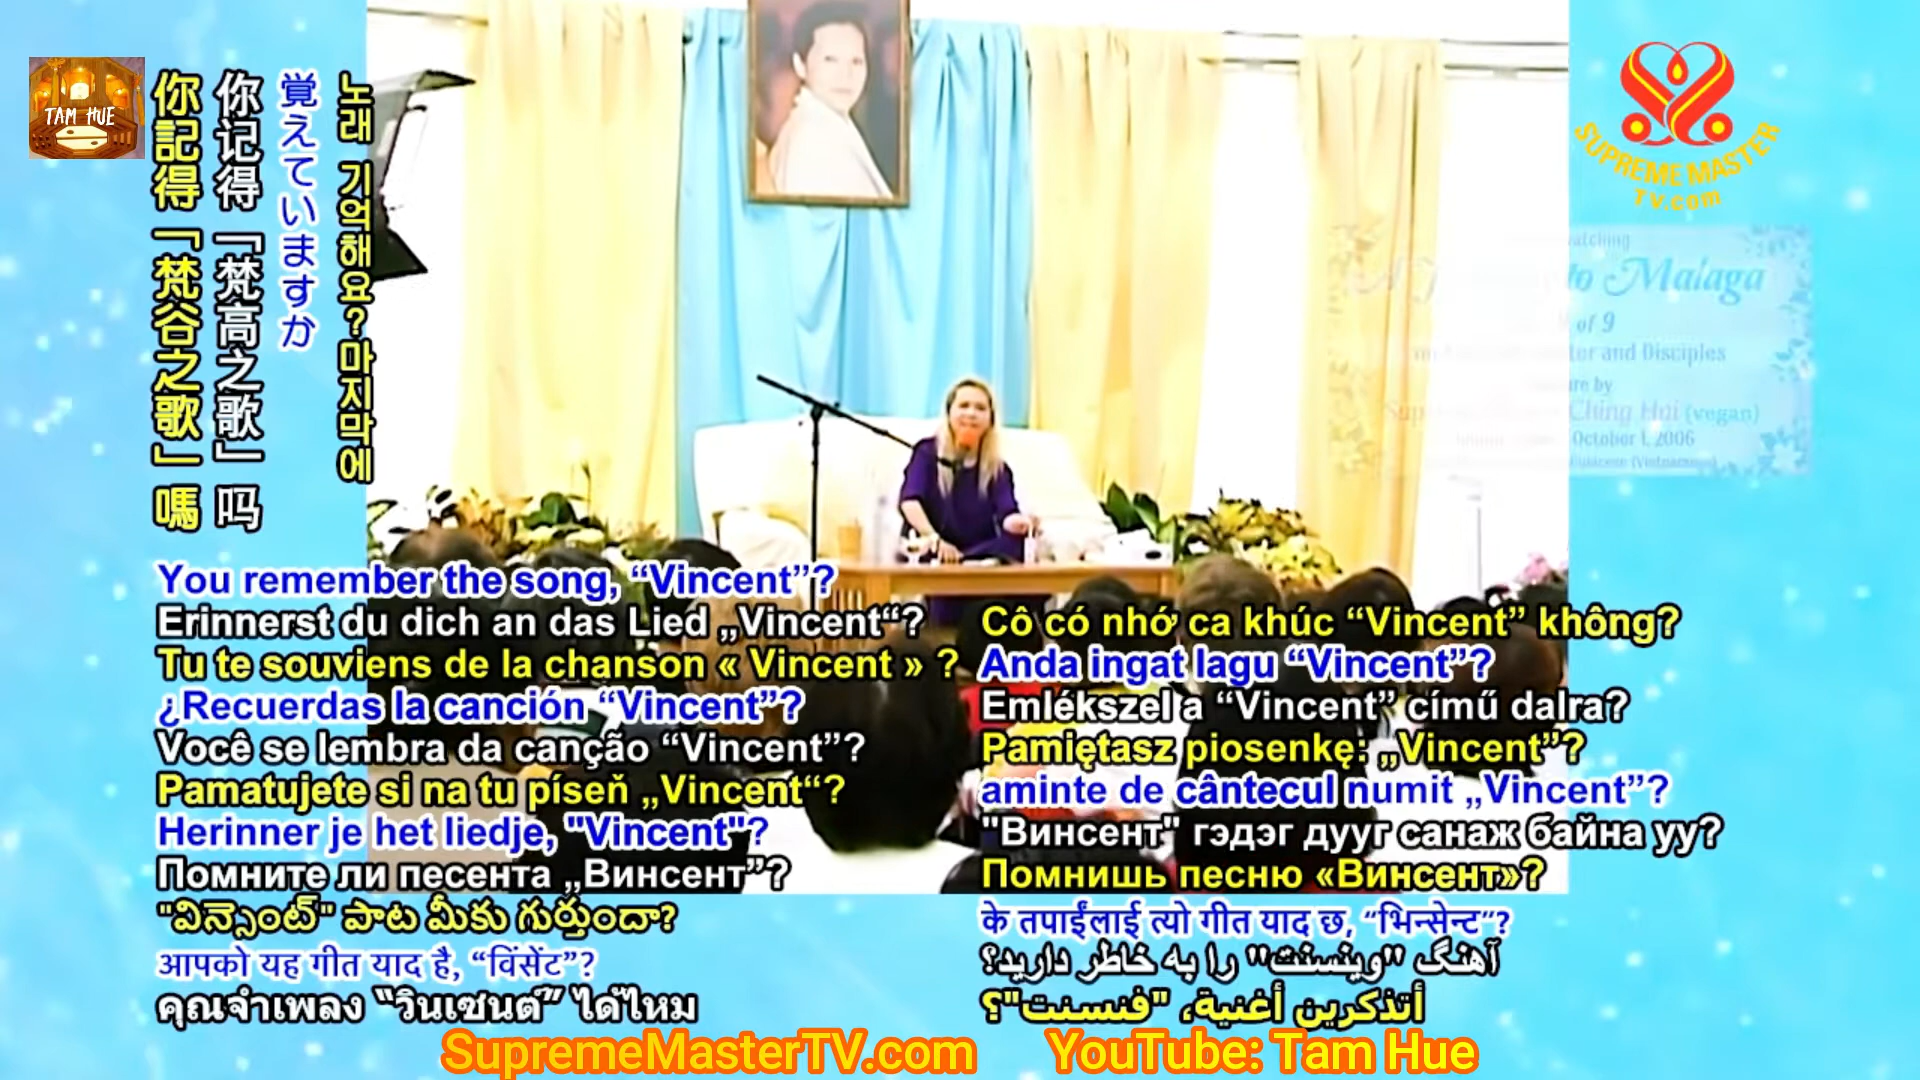 TAM HUE
你記得「梵谷之歌」嗎
你记得「梵高之歌」吗
覚えていますか
노래 기억해요? 마지막에
SUPREME MASTER
TV.com
to Malaga
of 9
and Disciples
by
Ching Hai (vegan)
October 1, 2006
You remember the song, “Vincent”?
Erinnerst du dich an das Lied „Vincent“?
Tu te souviens de la chanson « Vincent » ?
¿Recuerdas la canción “Vincent”?
Você se lembra da canção “Vincent”?
Pamatujete si na tu píseň „Vincent“?
Herinner je het liedje, "Vincent"?
Помните ли песента „Винсент”?
"విన్సెంట్" పాట మీకు గుర్తుందా?
आपको यह गीत याद है, “विंसेंट”?
คุณจำเพลง “วินเซนต์” ได้ไหม
Cô có nhớ ca khúc “Vincent” không?
Anda ingat lagu “Vincent”?
Emlékszel a “Vincent” című dalra?
Pamiętasz piosenkę: „Vincent”?
aminte de cântecul numit „Vincent”?
"Винсент" гэдэг дууг санаж байна уу?
Помнишь песню «Винсент»?
के तपाईंलाई त्यो गीत याद छ, “भिन्सेन्ट”?
آهنگ "وینسنت" را به خاطر دارید؟
أتذكرين أغنية، "فنسنت"؟
SupremeMasterTV.com YouTube: Tam Hue